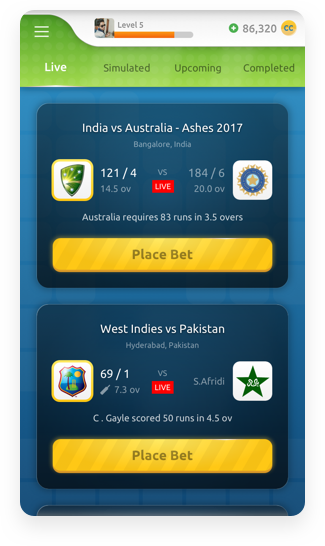 Level 5
86,320 CC
Live Simulated Upcoming Completed
India vs Australia - Ashes 2017
Bangalore, India
121 / 4 VS 184 / 6
14.5 ov LIVE 20.0 ov
Australia requires 83 runs in 3.5 overs
Place Bet
West Indies vs Pakistan
Hyderabad, Pakistan
69 / 1 VS S.Afridi
7.3 ov LIVE
C . Gayle scored 50 runs in 4.5 ov
Place Bet